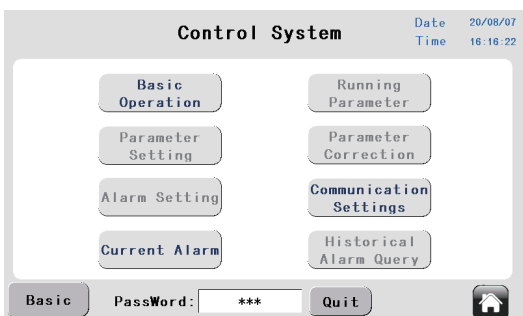 Control System
Date 20/08/07
Time 16:16:22
Basic
Operation
Running
Parameter
Parameter
Setting
Parameter
Correction
Alarm Setting
Communication
Settings
Current Alarm
Historical
Alarm Query
Basic
PassWord:
***
Quit